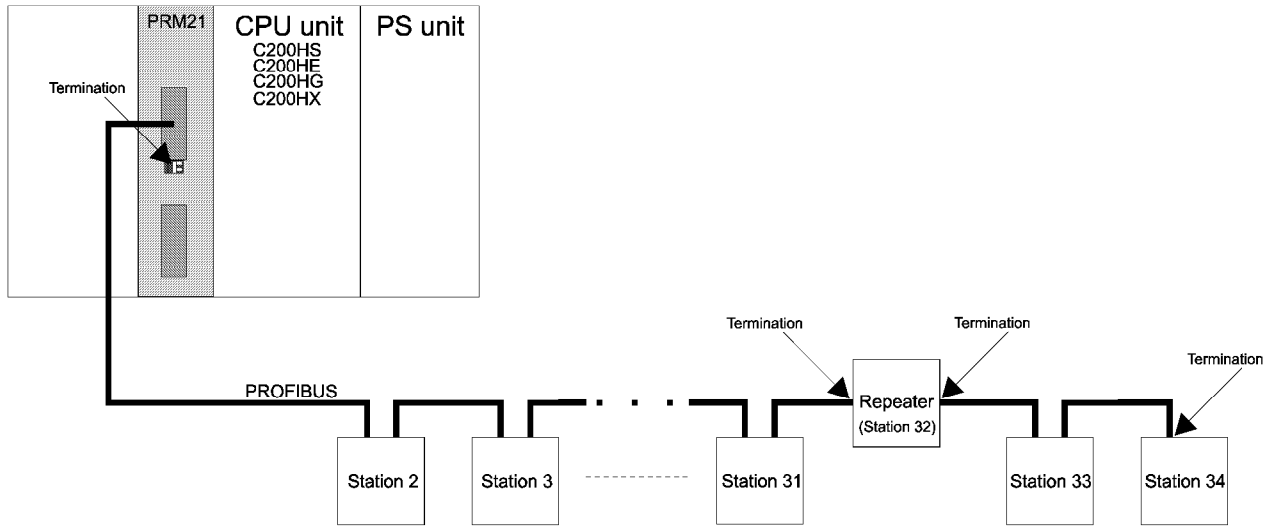 PRM21
CPU unit
C200HS
C200HE
C200HG
C200HX
PS unit
Termination
PROFIBUS
Termination
Termination
Termination
Repeater
(Station 32)
Station 2
Station 3
Station 31
Station 33
Station 34